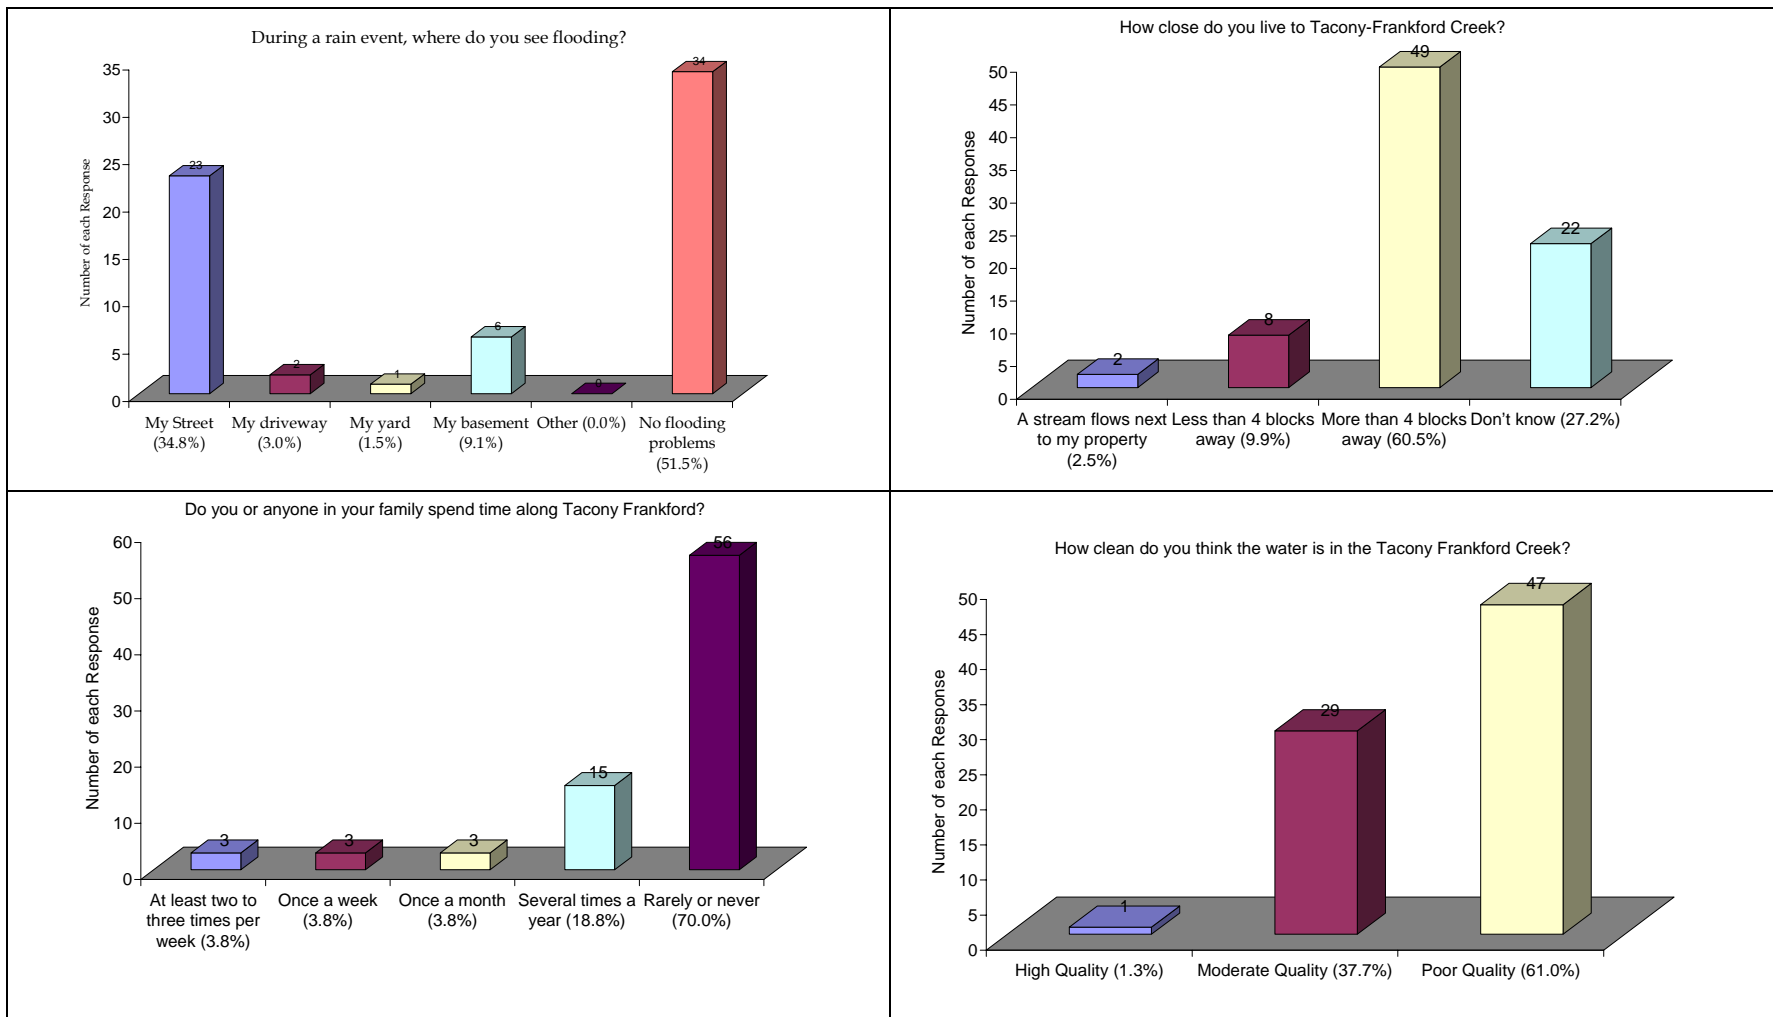 During a rain event, where do you see flooding?
Number of each Response
35
30
25
20
15
10
5
0
23
2
1
6
0
34
My Street
(34.8%)
My driveway
(3.0%)
My yard
(1.5%)
My basement
(9.1%)
Other (0.0%)
No flooding
problems
(51.5%)
How close do you live to Tacony-Frankford Creek?
Number of each Response
50
45
40
35
30
25
20
15
10
5
0
2
8
49
22
A stream flows next
to my property
(2.5%)
Less than 4 blocks
away (9.9%)
More than 4 blocks
away (60.5%)
Don't know (27.2%)
Do you or anyone in your family spend time along Tacony Frankford?
Number of each Response
60
50
40
30
20
10
0
3
3
3
15
56
At least two to
three times per
week (3.8%)
Once a week
(3.8%)
Once a month
(3.8%)
Several times a
year (18.8%)
Rarely or never
(70.0%)
How clean do you think the water is in the Tacony Frankford Creek?
Number of each Response
50
45
40
35
30
25
20
15
10
5
0
1
29
47
High Quality (1.3%)
Moderate Quality (37.7%)
Poor Quality (61.0%)